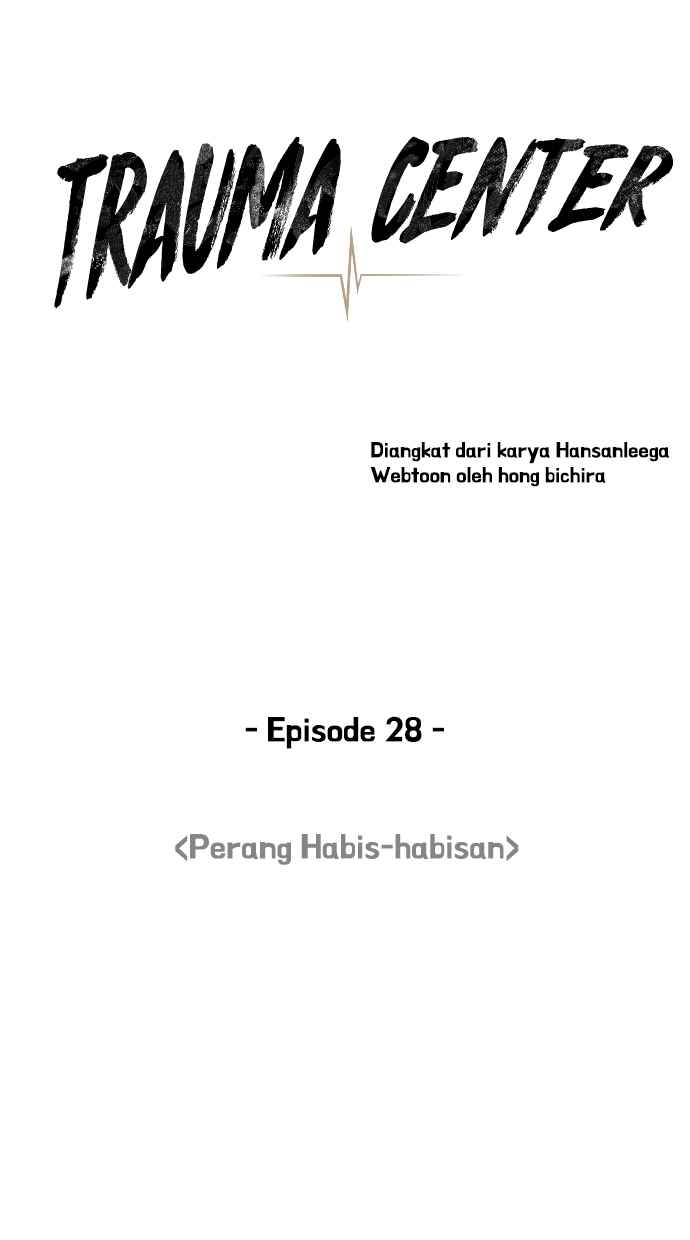 TRAUMA CENTER
Diangkat dari karya Hansanleega
Webtoon oleh hong bichira
- Episode 28 -
<Perang Habis-habisan>